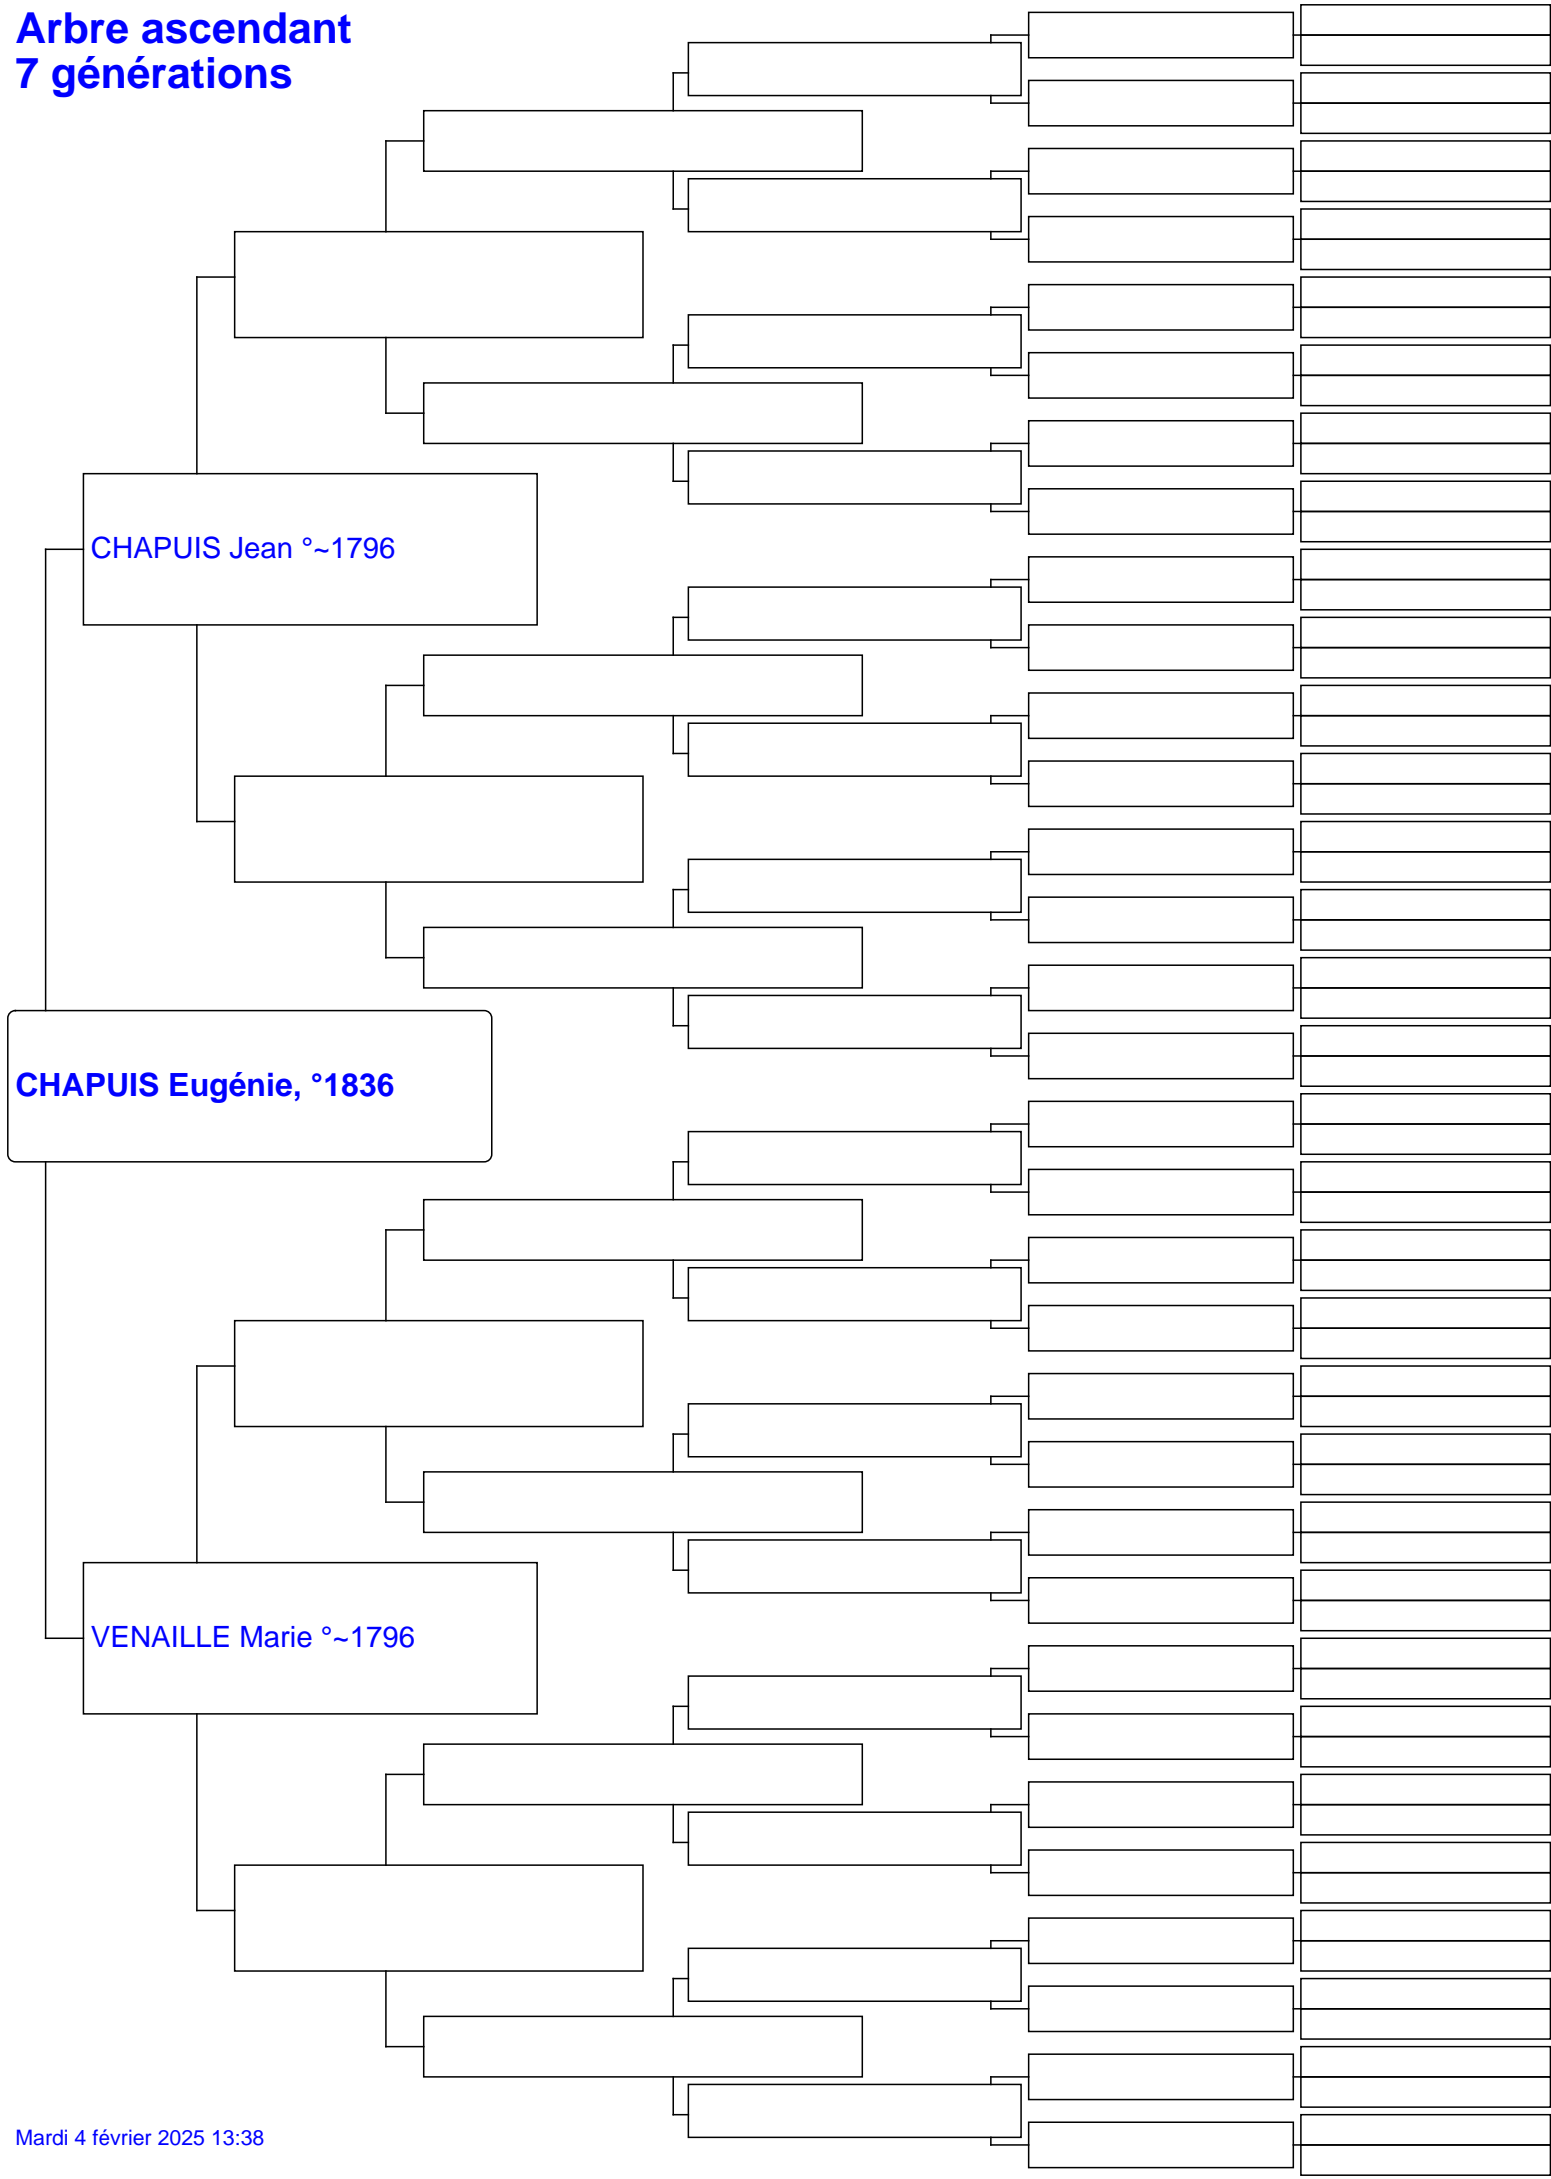 Arbre ascendant
7 générations
CHAPUIS Jean °~1796
CHAPUIS Eugénie, °1836
VENAILLE Marie °~1796
Mardi 4 février 2025 13:38